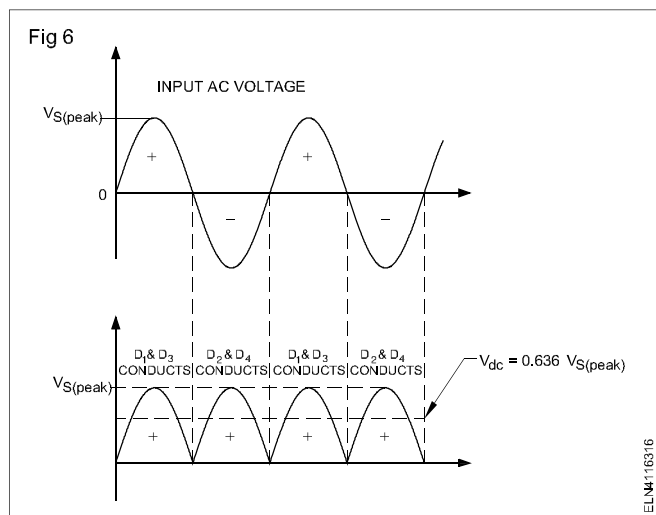 Fig 6
INPUT AC VOLTAGE
VS(peak)
+
+
0
–
–
D1 & D3 CONDUCTS
D2 & D4 CONDUCTS
D1 & D3 CONDUCTS
D2 & D4 CONDUCTS
VS(peak)
Vdc = 0.636 VS(peak)
+
+
+
+
ELN4116316